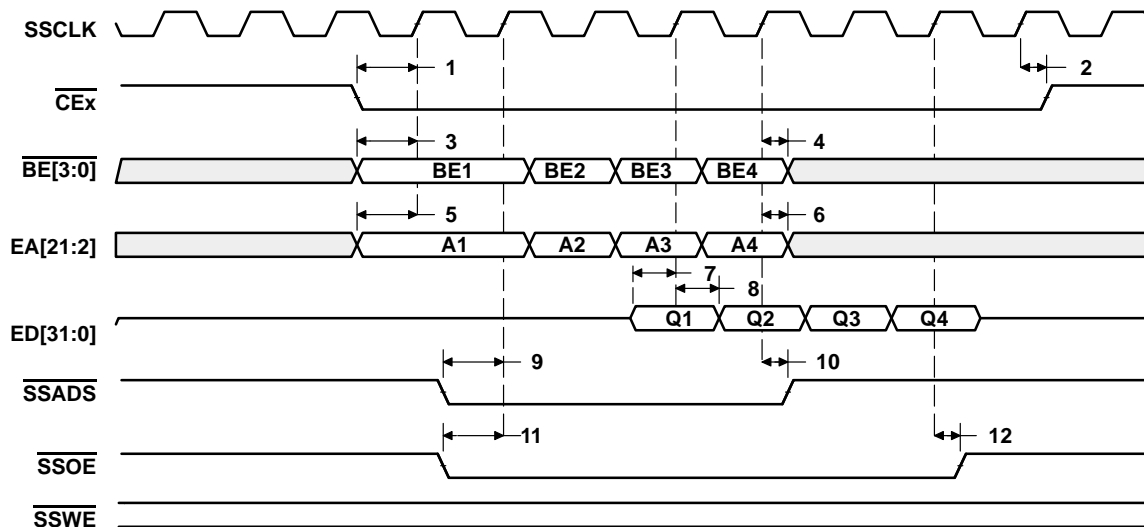 SSCLK
1 2
CEx
3 4
BE[3:0] BE1 BE2 BE3 BE4
5 6
EA[21:2] A1 A2 A3 A4
7
8
ED[31:0] Q1 Q2 Q3 Q4
9 10
SSADS
11 12
SSOE
SSWE